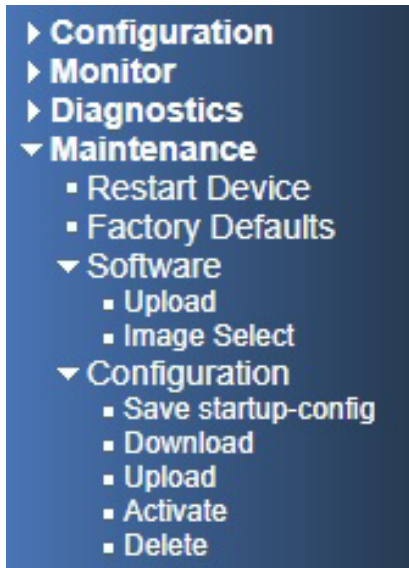 Configuration
Monitor
Diagnostics
Maintenance
Restart Device
Factory Defaults
Software
Upload
Image Select
Configuration
Save startup-config
Download
Upload
Activate
Delete